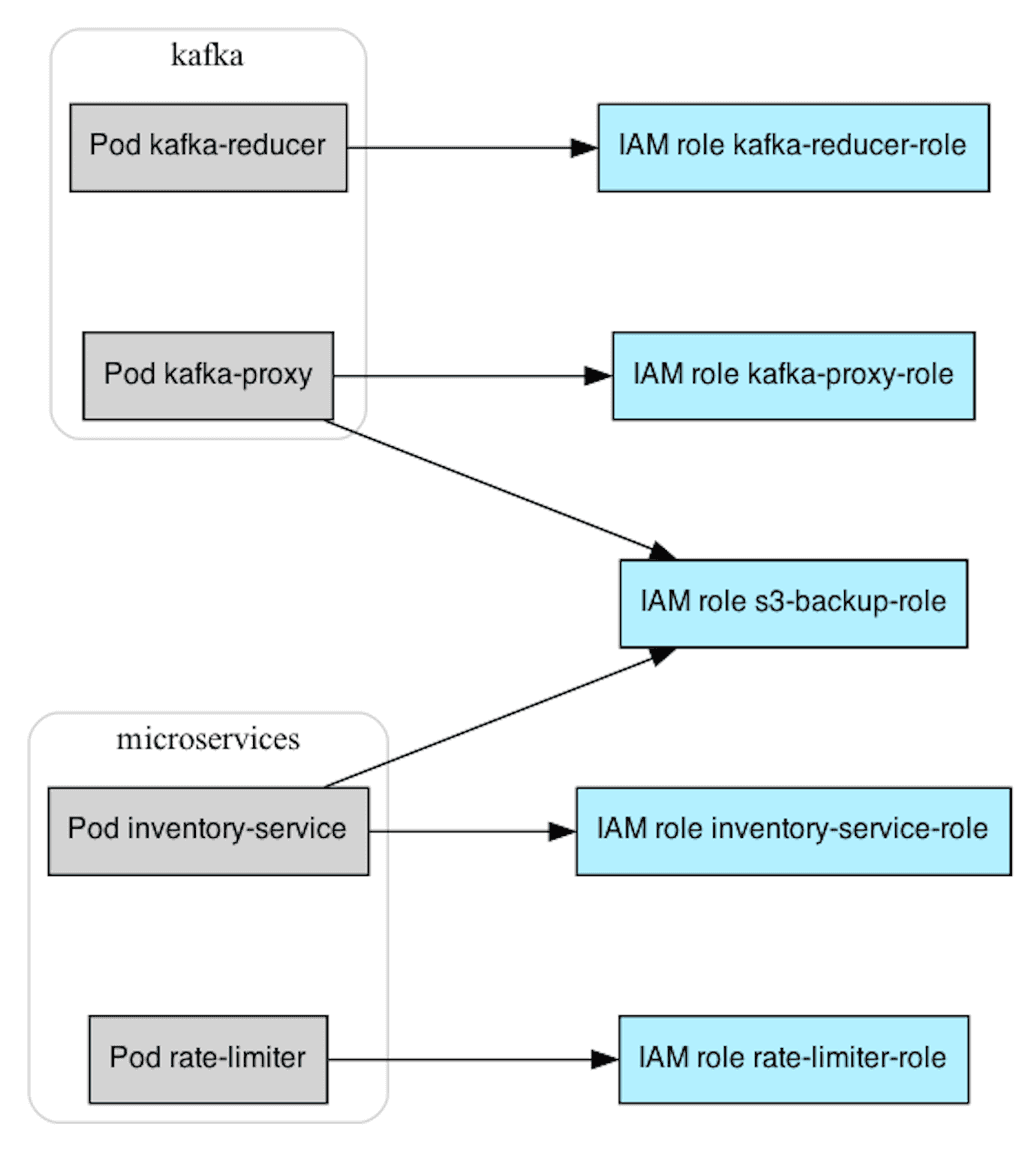 kafka
Pod kafka-reducer
IAM role kafka-reducer-role
Pod kafka-proxy
IAM role kafka-proxy-role
IAM role s3-backup-role
microservices
Pod inventory-service
IAM role inventory-service-role
Pod rate-limiter
IAM role rate-limiter-role